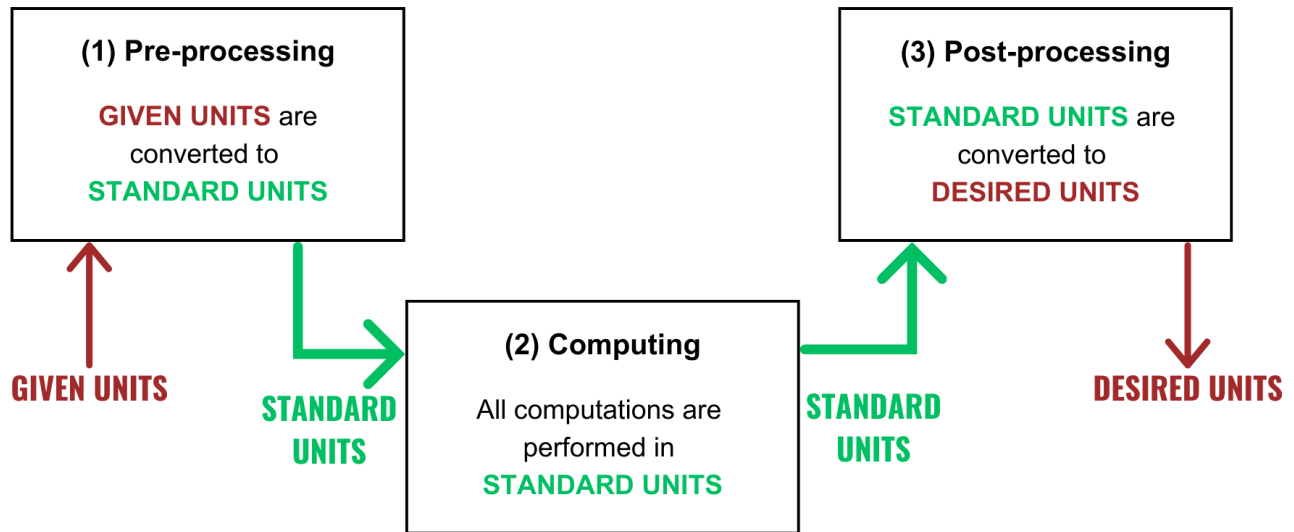 (1) Pre-processing
GIVEN UNITS are
converted to
STANDARD UNITS
GIVEN UNITS
STANDARD
UNITS
(2) Computing
All computations are
performed in
STANDARD UNITS
STANDARD
UNITS
(3) Post-processing
STANDARD UNITS are
converted to
DESIRED UNITS
DESIRED UNITS